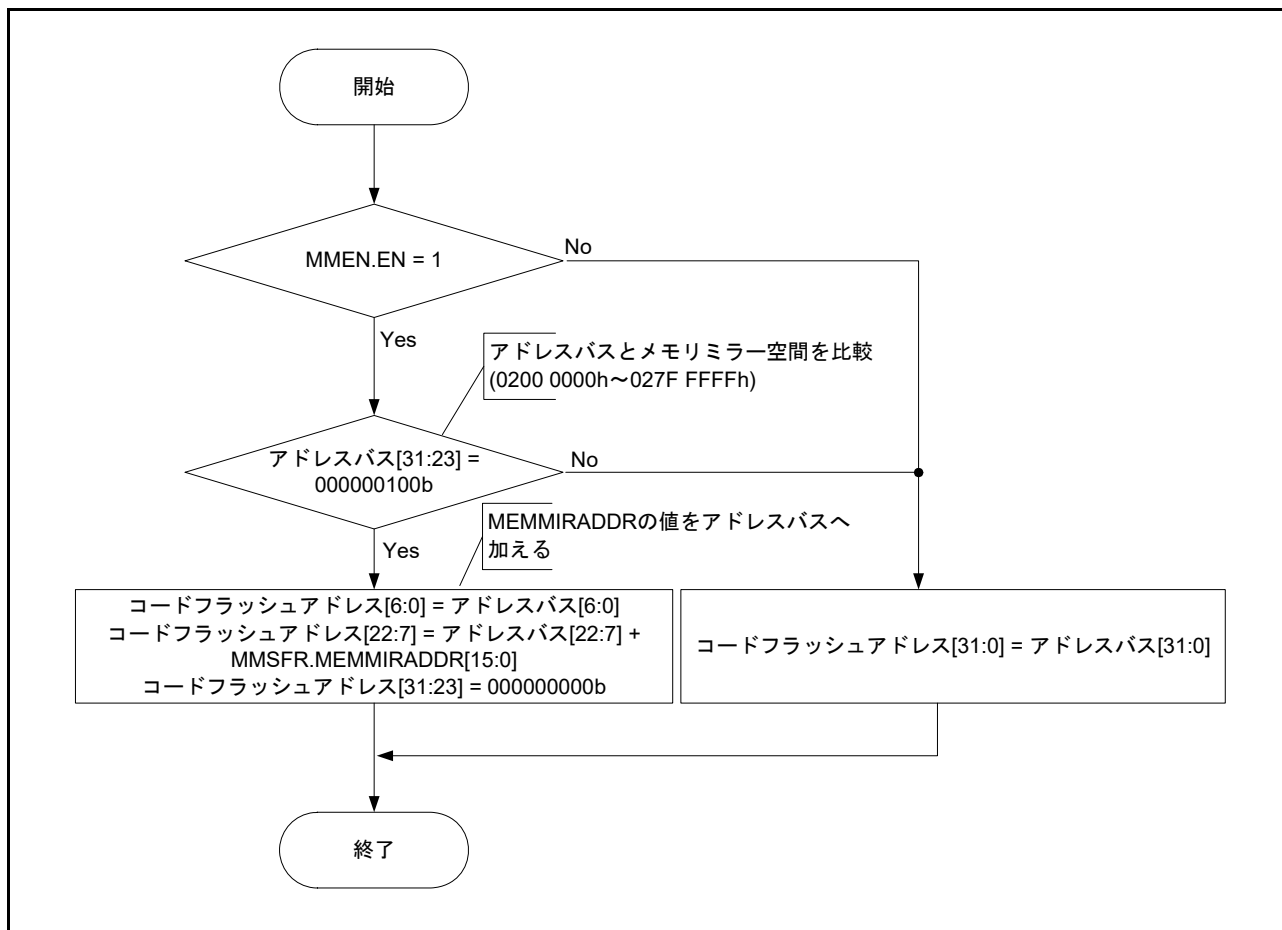 開始
MMEN.EN = 1
No
Yes
アドレスバスとメモリミラー空間を比較
(0200 0000h～027F FFFFh)
アドレスバス[31:23] =
000000100b
No
Yes
MEMMIRADDRの値をアドレスバスへ
加える
コードフラッシュアドレス[6:0] = アドレスバス[6:0]
コードフラッシュアドレス[22:7] = アドレスバス[22:7] +
MMSFR.MEMMIRADDR[15:0]
コードフラッシュアドレス[31:23] = 000000000b
コードフラッシュアドレス[31:0] = アドレスバス[31:0]
終了